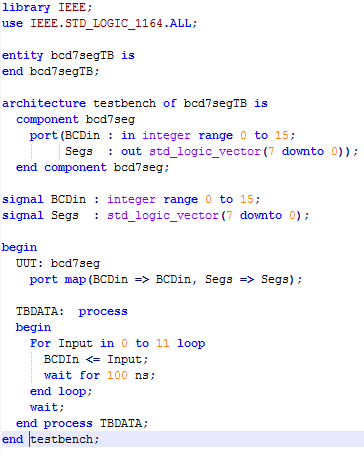 library IEEE;
use IEEE.STD_LOGIC_1164.ALL;
entity bcd7segTB is
end bcd7segTB;
architecture testbench of bcd7segTB is
component bcd7seg
port(BCDin : in integer range 0 to 15;
Segs : out std_logic_vector(7 downto 0));
end component bcd7seg;
signal BCDin : integer range 0 to 15;
signal Segs : std_logic_vector(7 downto 0);
begin
UUT: bcd7seg
port map(BCDin => BCDin, Segs => Segs);
TBDATA: process
begin
For Input in 0 to 11 loop
BCDIn <= Input;
wait for 100 ns;
end loop;
wait;
end process TBDATA;
end testbench;